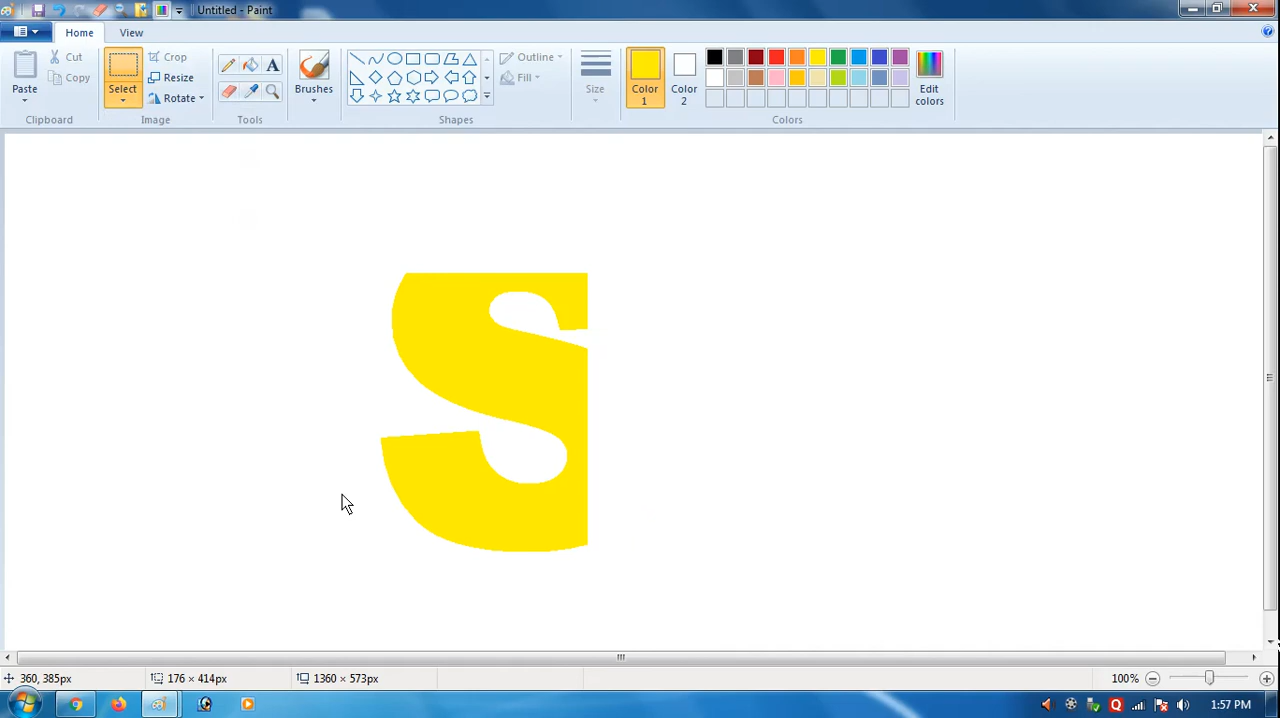 Untitled - Paint
Home View
Paste
Cut
Copy
Clipboard
Select
Crop
Resize
Rotate
Image
A
Tools
Brushes
Outline
Fill
Shapes
Size
Color 1
Color 2
Edit colors
Colors
S
360, 385px
176 × 414px
1360 × 573px
100%
Q
1:57 PM